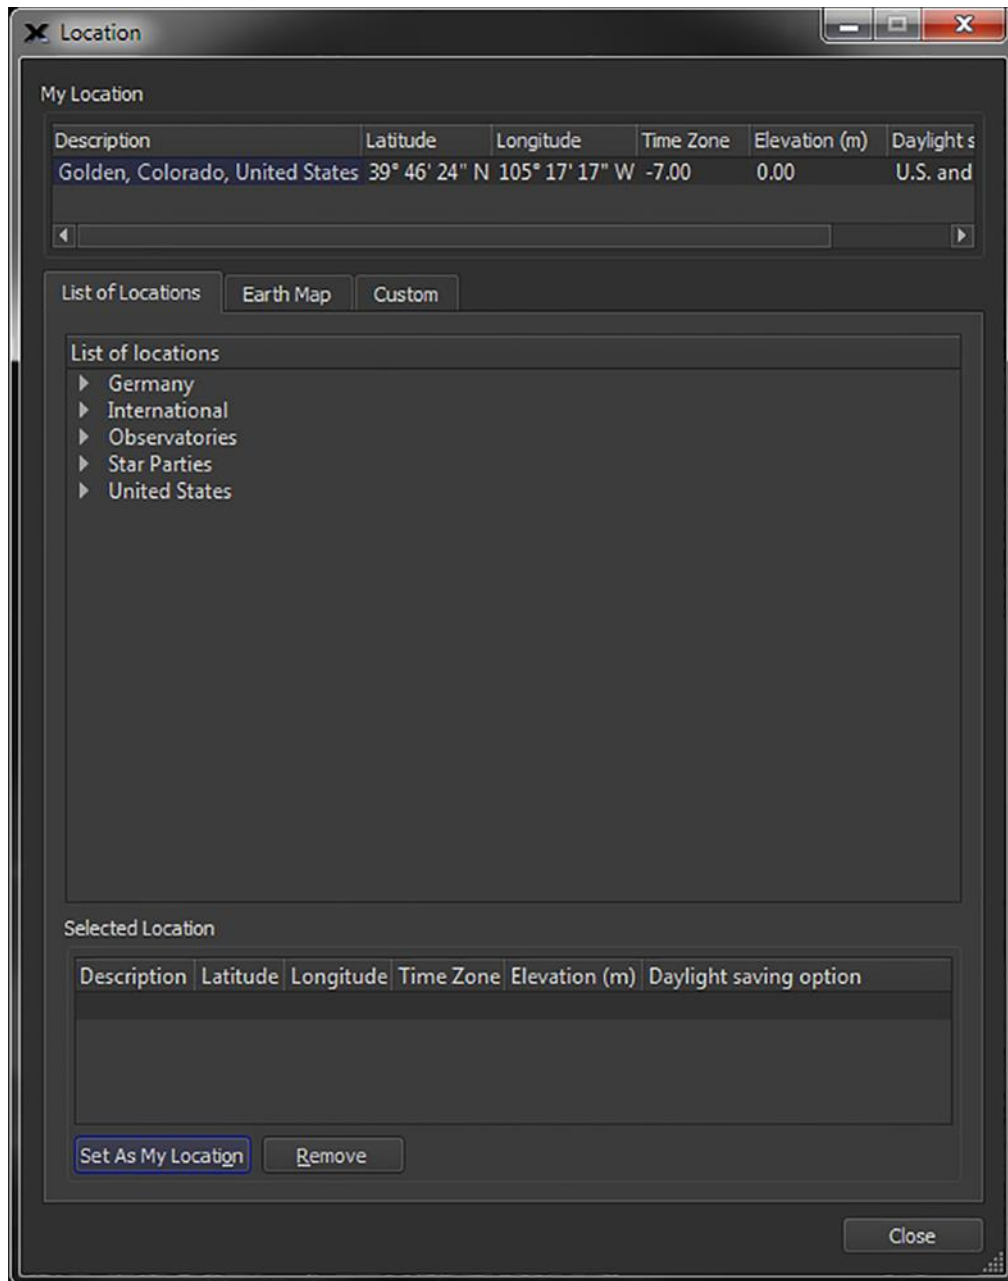 Location
My Location
Description Latitude Longitude Time Zone Elevation (m) Daylight s
Golden, Colorado, United States 39° 46' 24" N 105° 17' 17" W -7.00 0.00 U.S. and
List of Locations Earth Map Custom
List of locations
Germany
International
Observatories
Star Parties
United States
Selected Location
Description Latitude Longitude Time Zone Elevation (m) Daylight saving option
Set As My Location Remove
Close